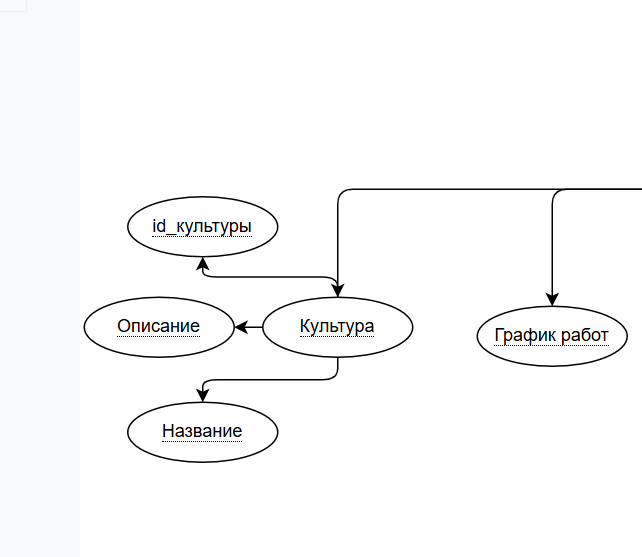 id_культуры
Описание
Культура
График работ
Название